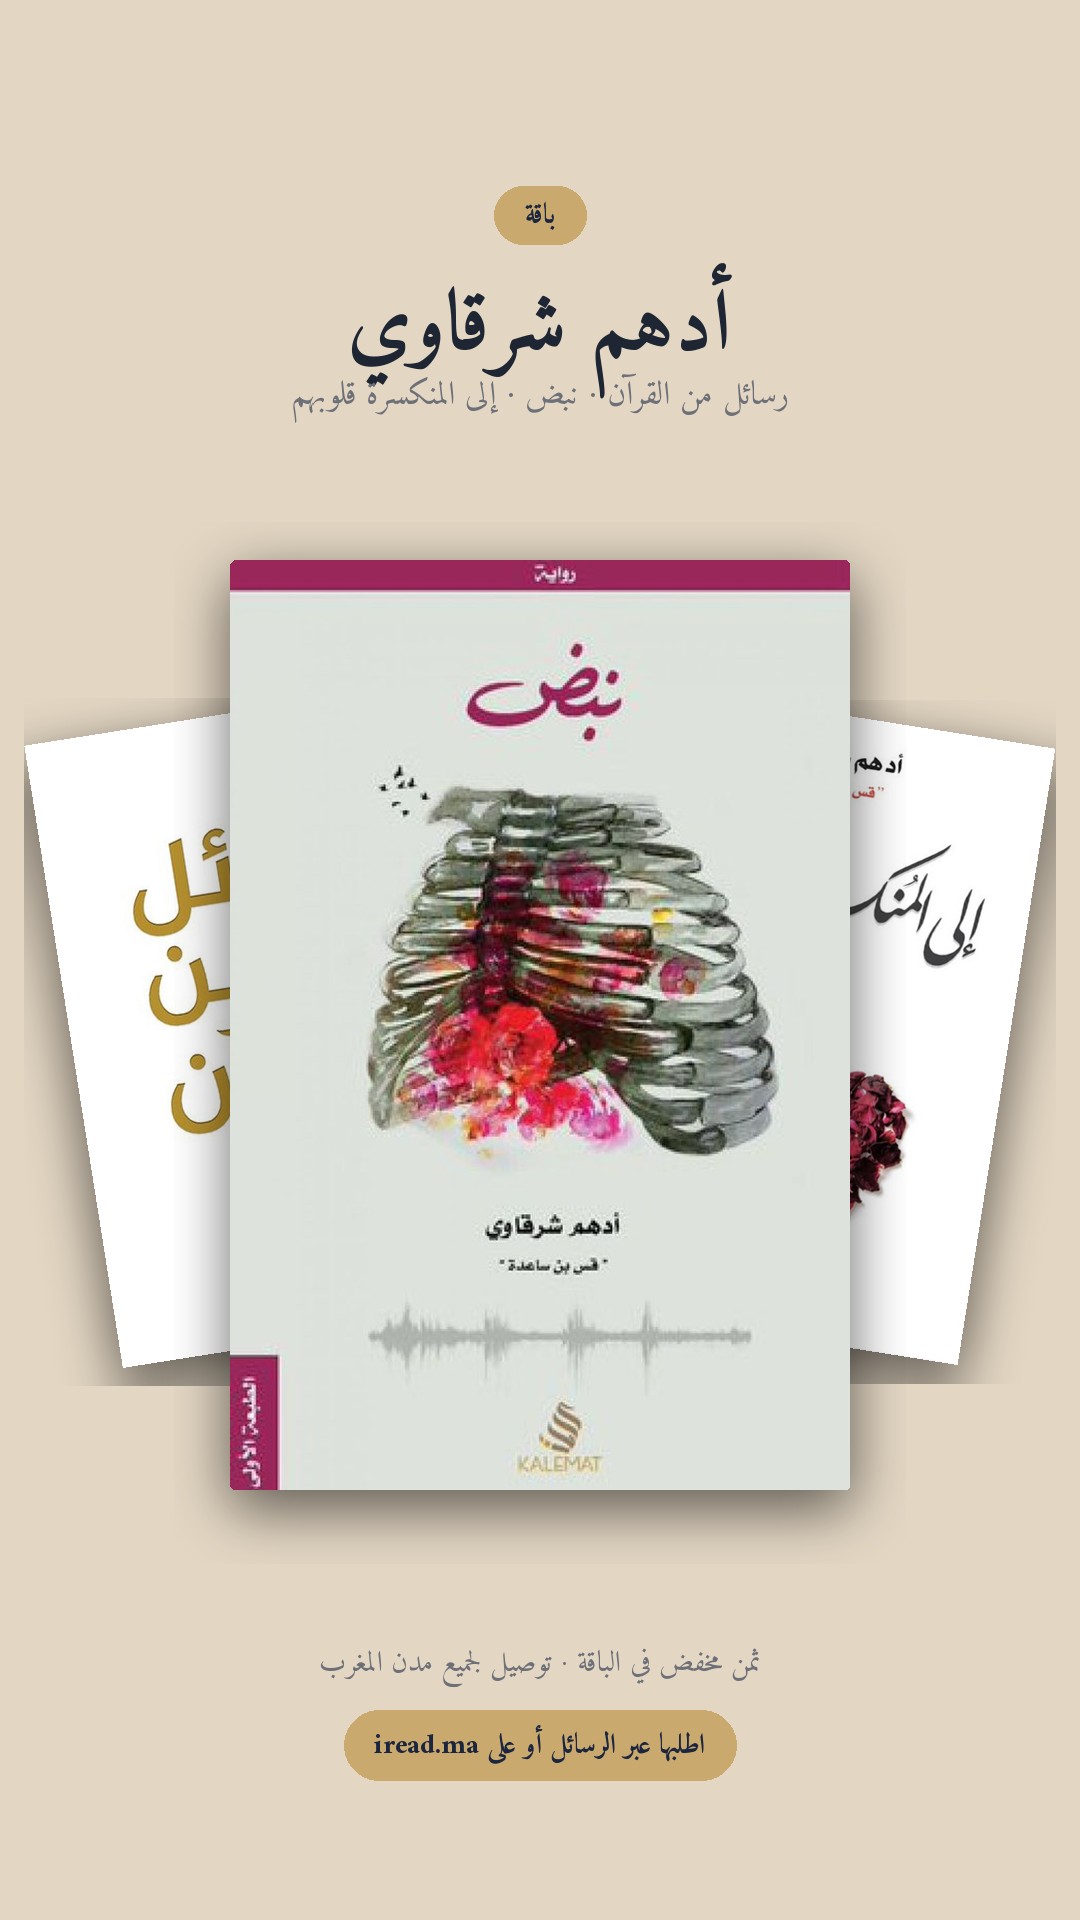 باقة
أدهم شرقاوي
رسائل من القرآن · نبض · إلى المنكسرة قلوبهم
رواية
نبض
أدهم شرقاوي
"قس بن ساعدة"
الطبعة الأولى
KALEMAT
أدهم
"قس
إلى
ثمن مخفض في الباقة · توصيل لجميع مدن المغرب
اطلبها عبر الرسائل أو على iread.ma